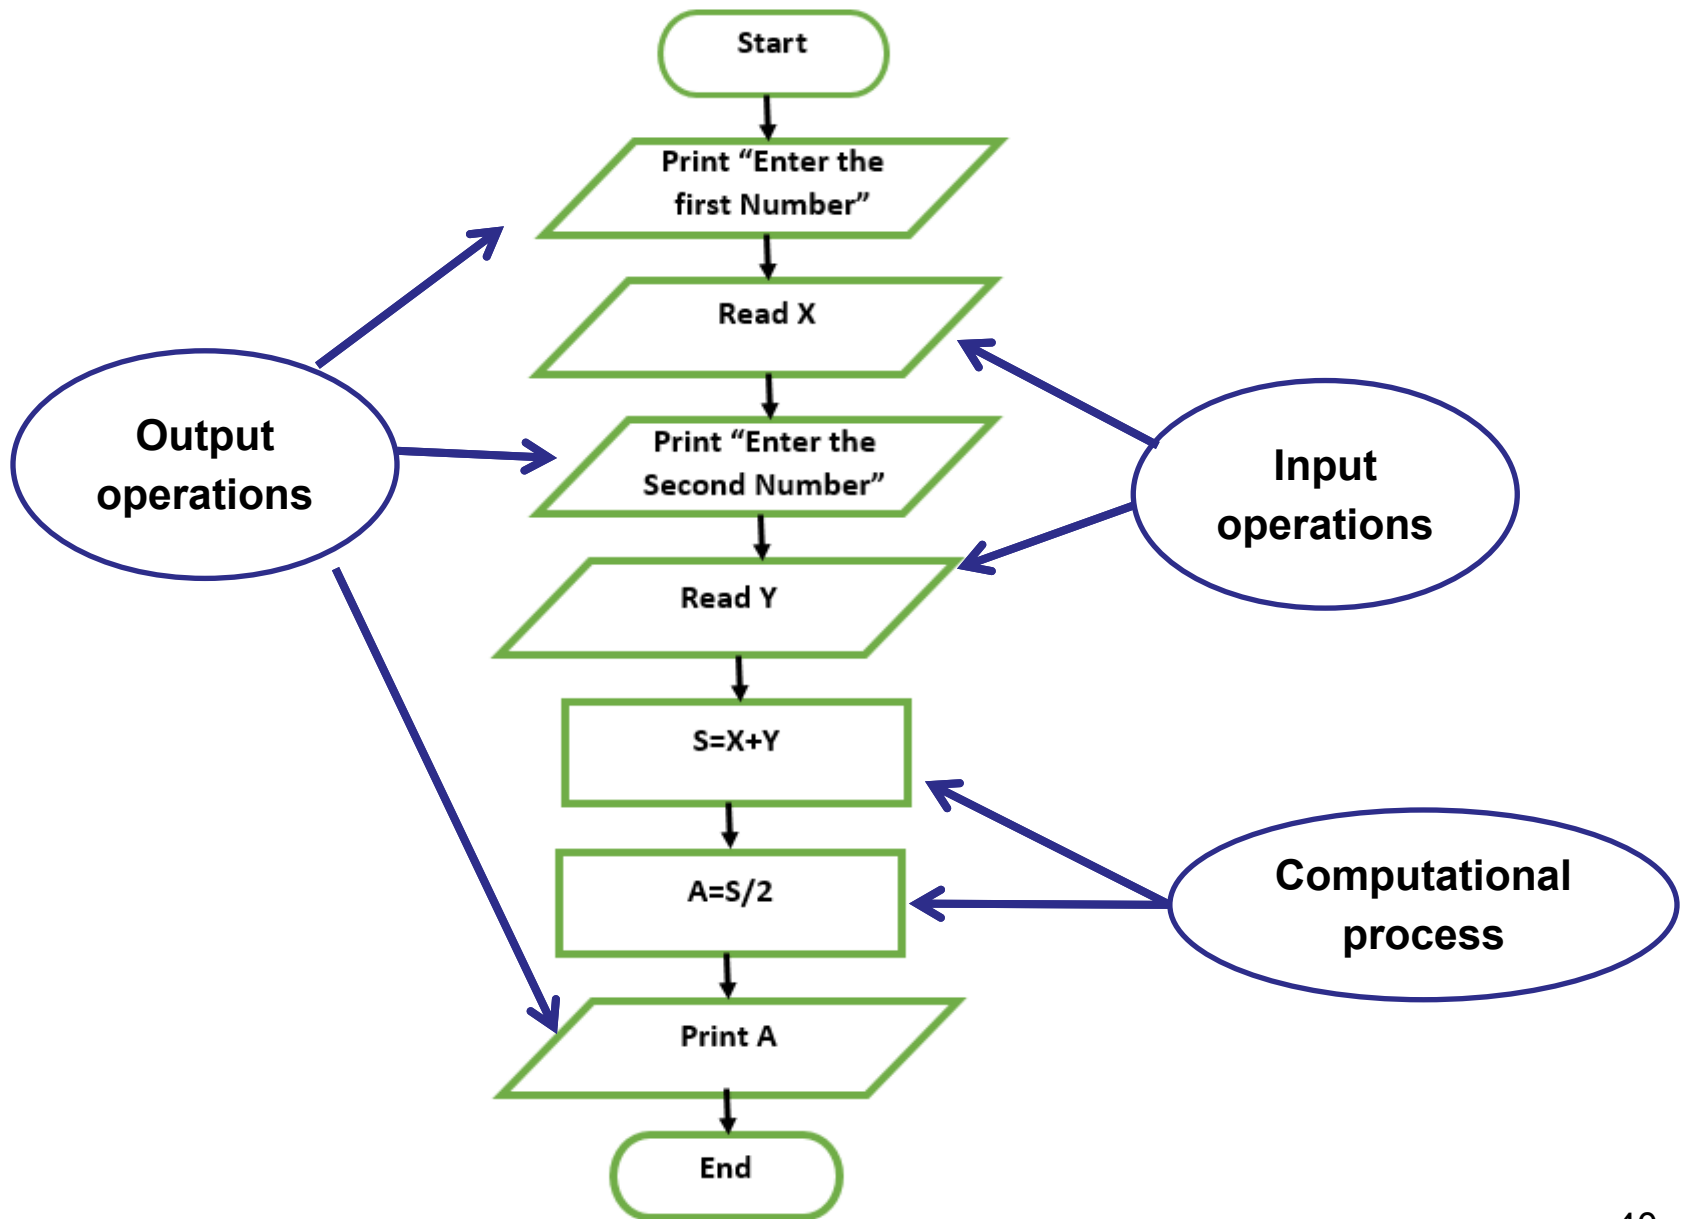 Start
Print “Enter the
first Number”
Read X
Print “Enter the
Second Number”
Read Y
S=X+Y
A=S/2
Print A
End
Output
operations
Input
operations
Computational
process